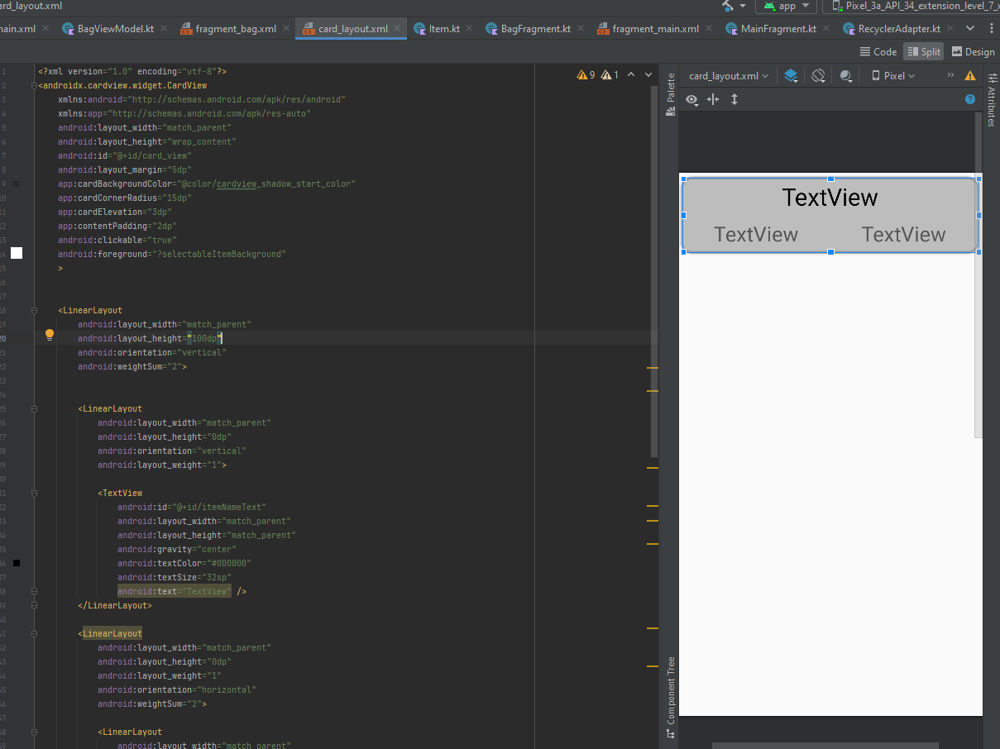 ard_layout.xml
app
Pixel_3a_API_34_extension_level_7_x
main.xml
BagViewModel.kt
fragment_bag.xml
card_layout.xml
Item.kt
BagFragment.kt
fragment_main.xml
MainFragment.kt
RecyclerAdapter.kt
Code
Split
Design
<?xml version="1.0" encoding="utf-8"?>
<androidx.cardview.widget.CardView
xmlns:android="http://schemas.android.com/apk/res/android"
xmlns:app="http://schemas.android.com/apk/res-auto"
android:layout_width="match_parent"
android:layout_height="wrap_content"
android:id="@+id/card_view"
android:layout_margin="5dp"
app:cardBackgroundColor="@color/cardview_shadow_start_color"
app:cardCornerRadius="15dp"
app:cardElevation="3dp"
app:contentPadding="2dp"
android:clickable="true"
android:foreground="?selectableItemBackground"
>
<LinearLayout
android:layout_width="match_parent"
android:layout_height="100dp"
android:orientation="vertical"
android:weightSum="2">
<LinearLayout
android:layout_width="match_parent"
android:layout_height="0dp"
android:orientation="vertical"
android:layout_weight="1">
<TextView
android:id="@+id/itemNameText"
android:layout_width="match_parent"
android:layout_height="match_parent"
android:gravity="center"
android:textColor="#000000"
android:textSize="32sp"
android:text="TextView" />
</LinearLayout>
<LinearLayout
android:layout_width="match_parent"
android:layout_height="0dp"
android:layout_weight="1"
android:orientation="horizontal"
android:weightSum="2">
<LinearLayout
android:layout_width="match_parent"
9
1
Palette
Component Tree
card_layout.xml
Pixel
TextView
TextView
TextView
Attributes